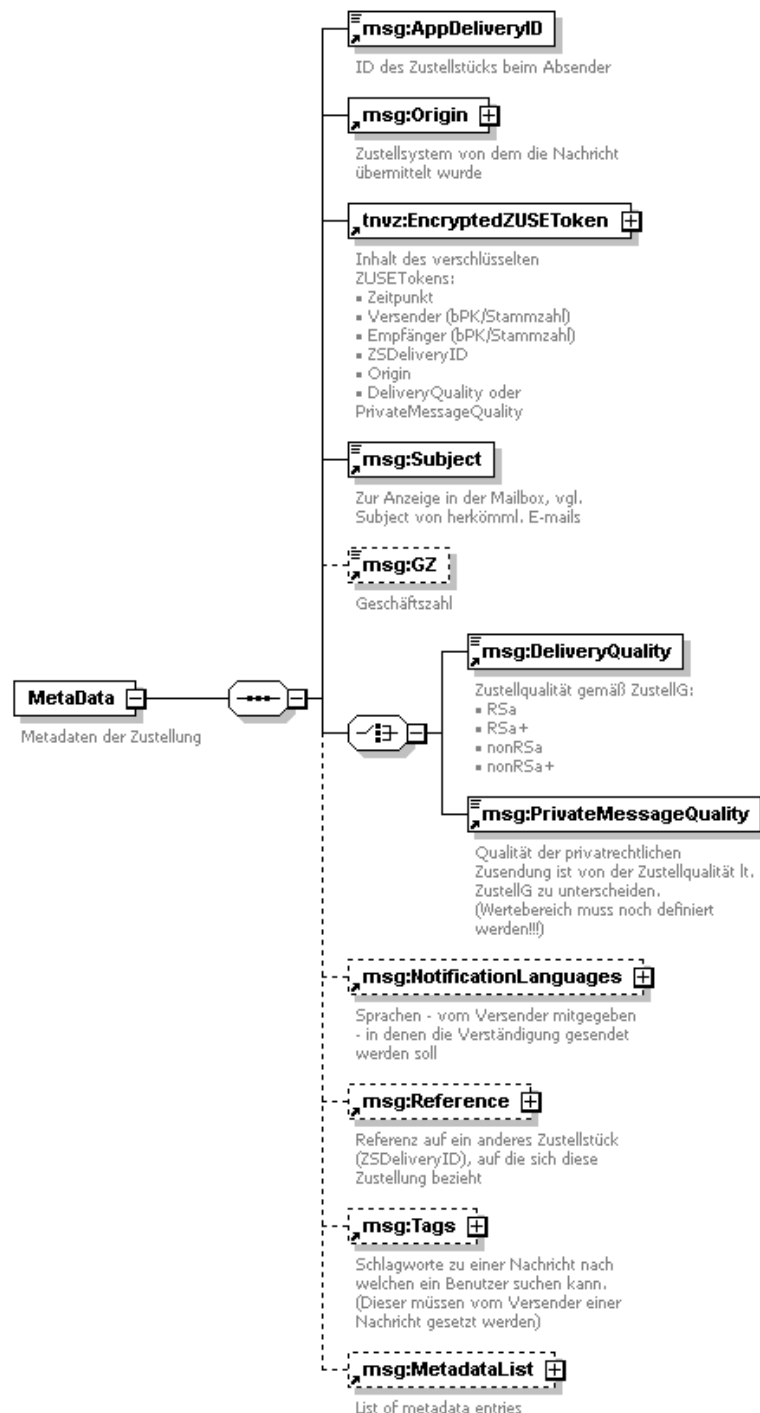 msg:AppDeliveryID
ID des Zustellstücks beim Absender
msg:Origin
Zustellsystem von dem die Nachricht
übermittelt wurde
tnvz:EncryptedZUSEToken
Inhalt des verschlüsselten
ZUSETokens:
▪ Zeitpunkt
▪ Versender (bPK/Stammzahl)
▪ Empfänger (bPK/Stammzahl)
▪ ZSDeliveryID
▪ Origin
▪ DeliveryQuality oder
PrivateMessageQuality
msg:Subject
Zur Anzeige in der Mailbox, vgl.
Subject von herkömml. E-mails
msg:GZ
Geschäftszahl
MetaData
Metadaten der Zustellung
msg:DeliveryQuality
Zustellqualität gemäß ZustellG:
▪ RSa
▪ RSa+
▪ nonRSa
▪ nonRSa+
msg:PrivateMessageQuality
Qualität der privatrechtlichen
Zusendung ist von der Zustellqualität lt.
ZustellG zu unterscheiden.
(Wertebereich muss noch definiert
werden!!!)
msg:NotificationLanguages
Sprachen - vom Versender mitgegeben
- in denen die Verständigung gesendet
werden soll
msg:Reference
Referenz auf ein anderes Zustellstück
(ZSDeliveryID), auf die sich diese
Zustellung bezieht
msg:Tags
Schlagworte zu einer Nachricht nach
welchen ein Benutzer suchen kann.
(Dieser müssen vom Versender einer
Nachricht gesetzt werden)
msg:MetadataList
List of metadata entries